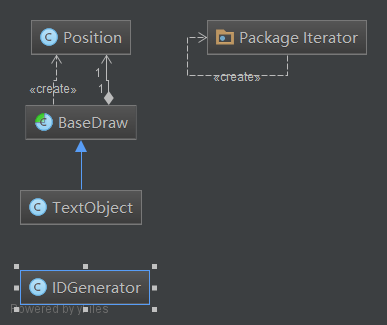 Position
Package Iterator
«create»
1
1
«create»
BaseDraw
TextObject
IDGenerator
Powered by yFiles